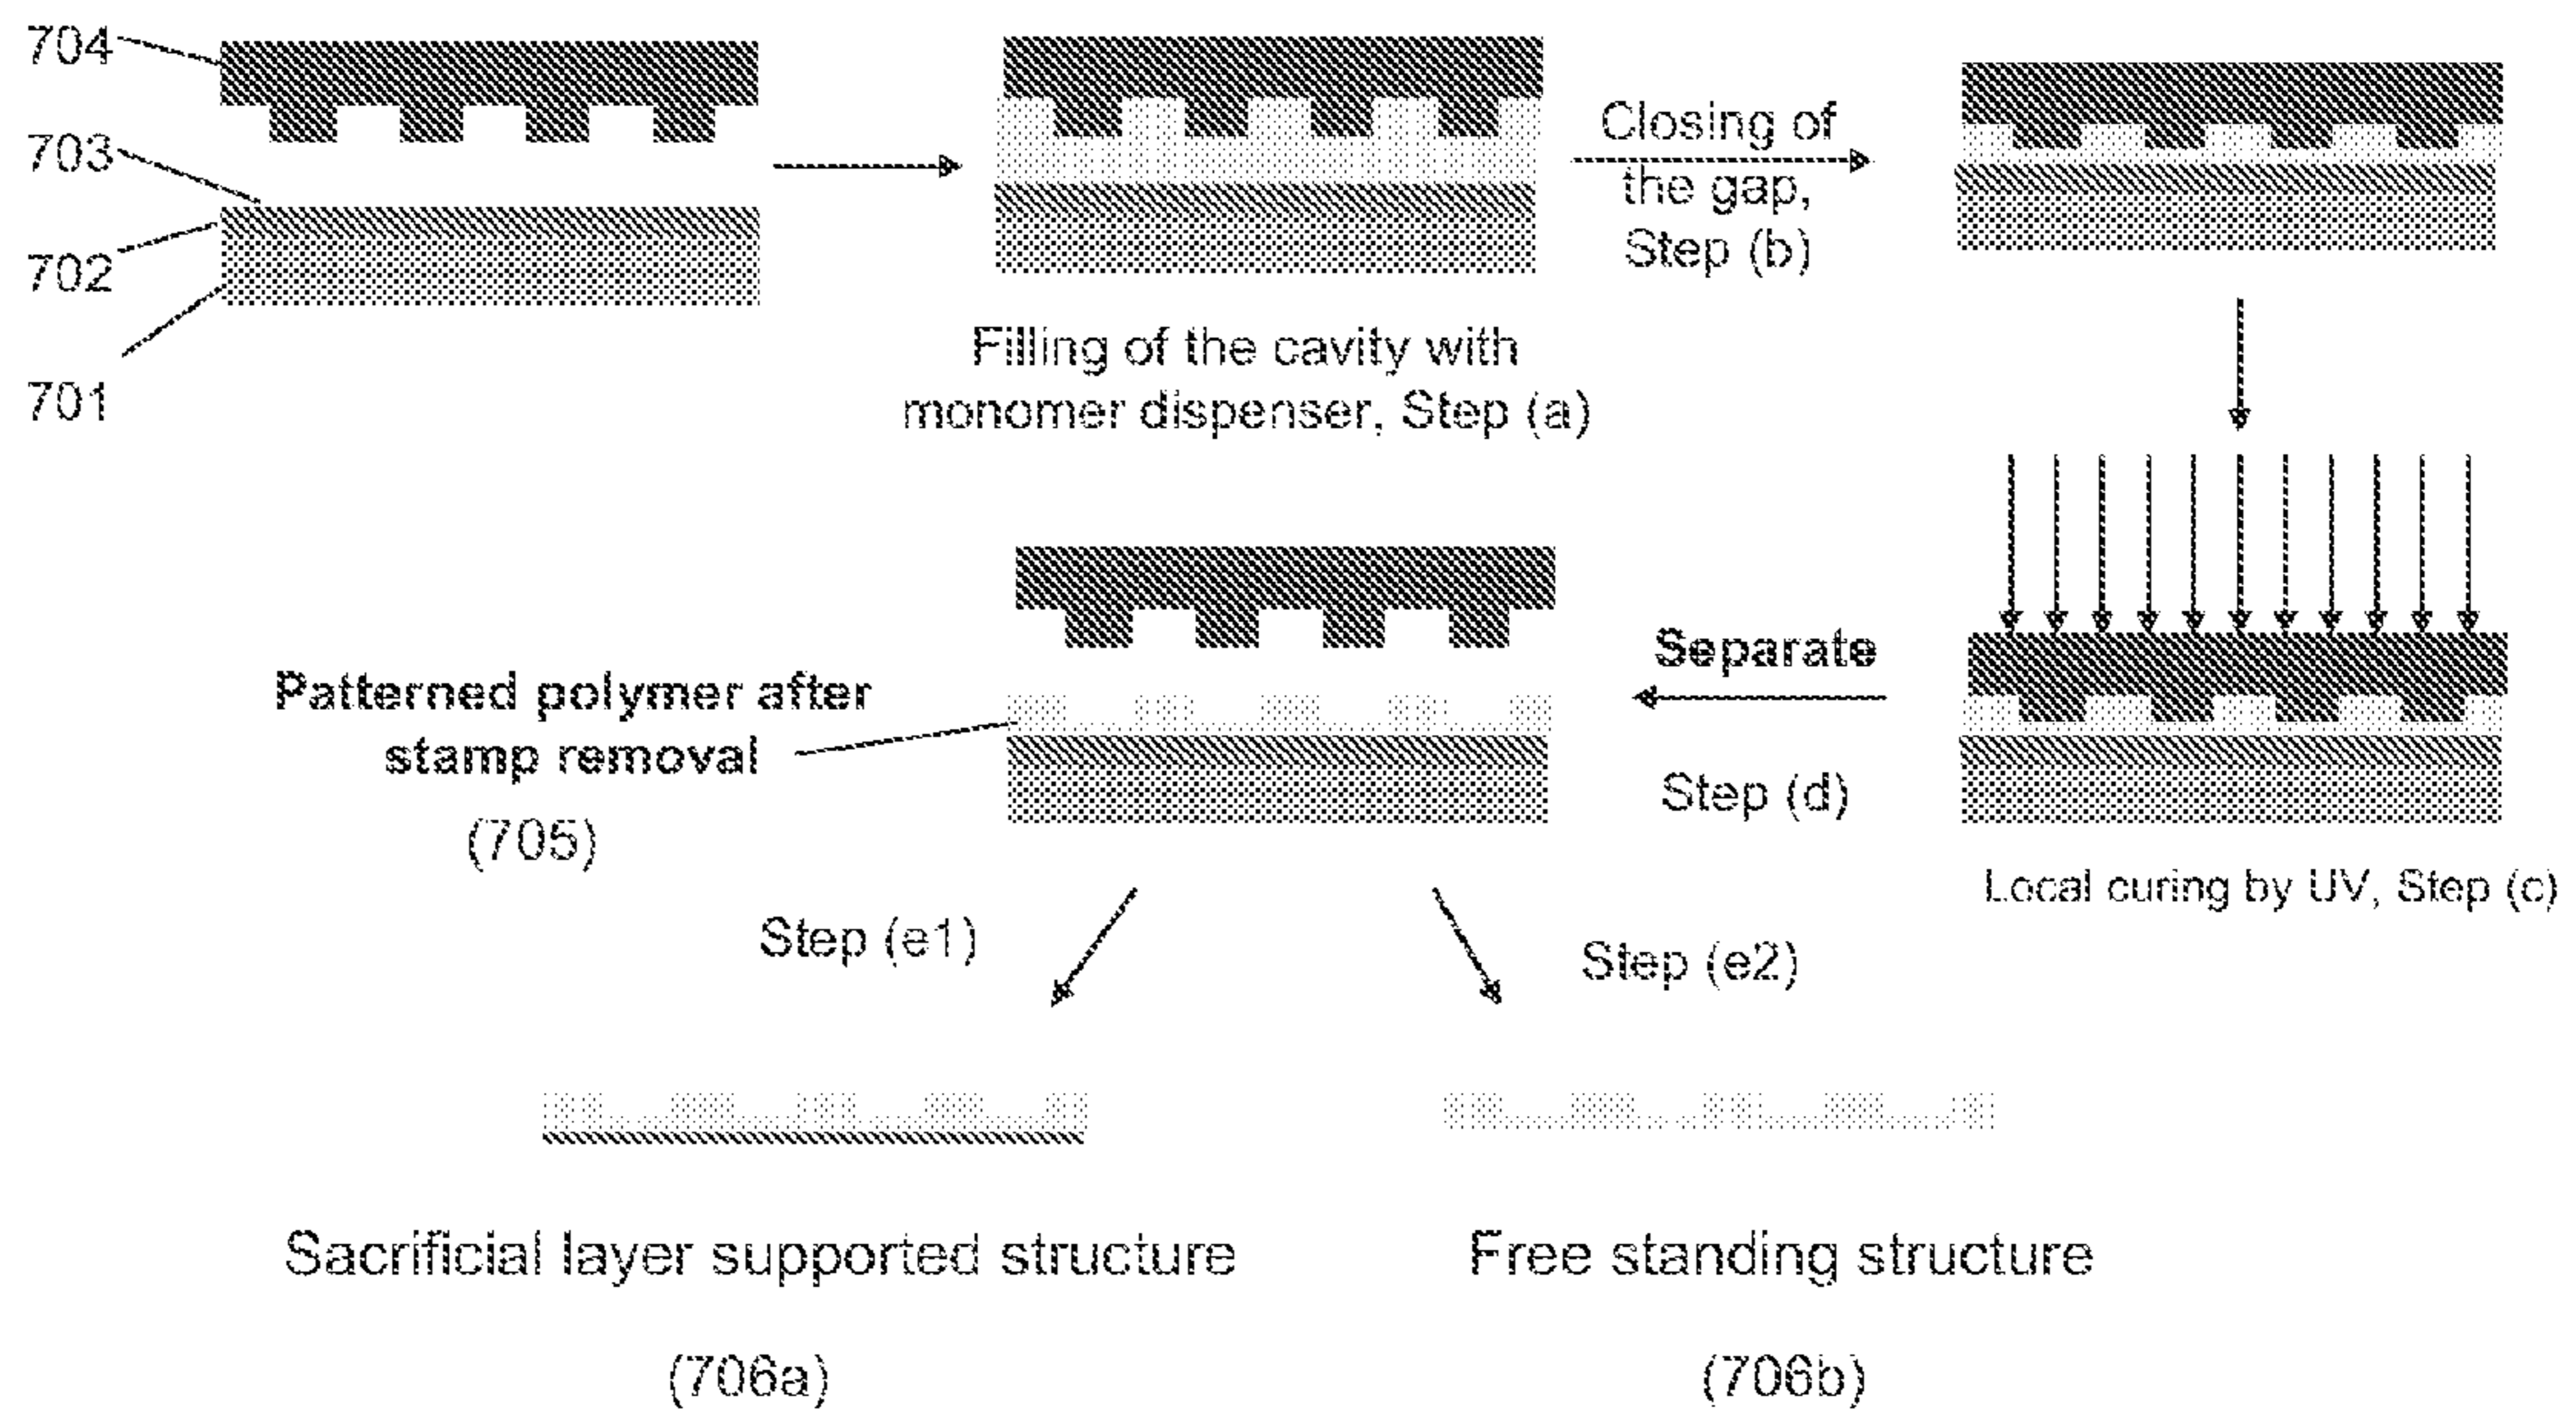 704
703
702
701
Filling of the cavity with
monomer dispenser, Step (a)
Closing of
the gap,
Step (b)
Local curing by UV, Step (c)
Separate
Step (d)
Patterned polymer after
stamp removal
(705)
Step (e1)
Step (e2)
Sacrificial layer supported structure
(706a)
Free standing structure
(706b)